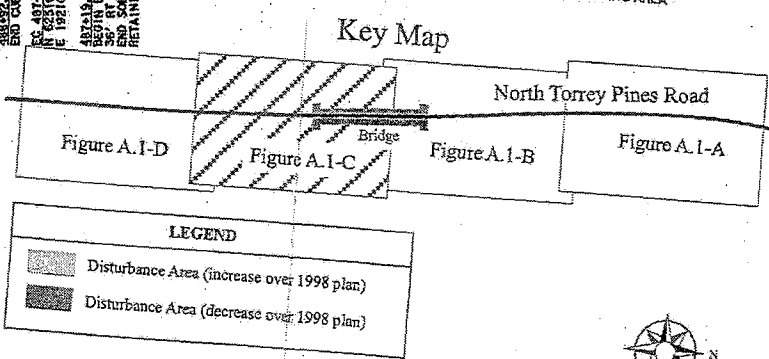 Key Map
North Torrey Pines Road
Bridge
Figure A.1-D
Figure A.1-C
Figure A.1-B
Figure A.1-A
LEGEND
Disturbance Area (increase over 1998 plan)
Disturbance Area (decrease over 1998 plan)
N